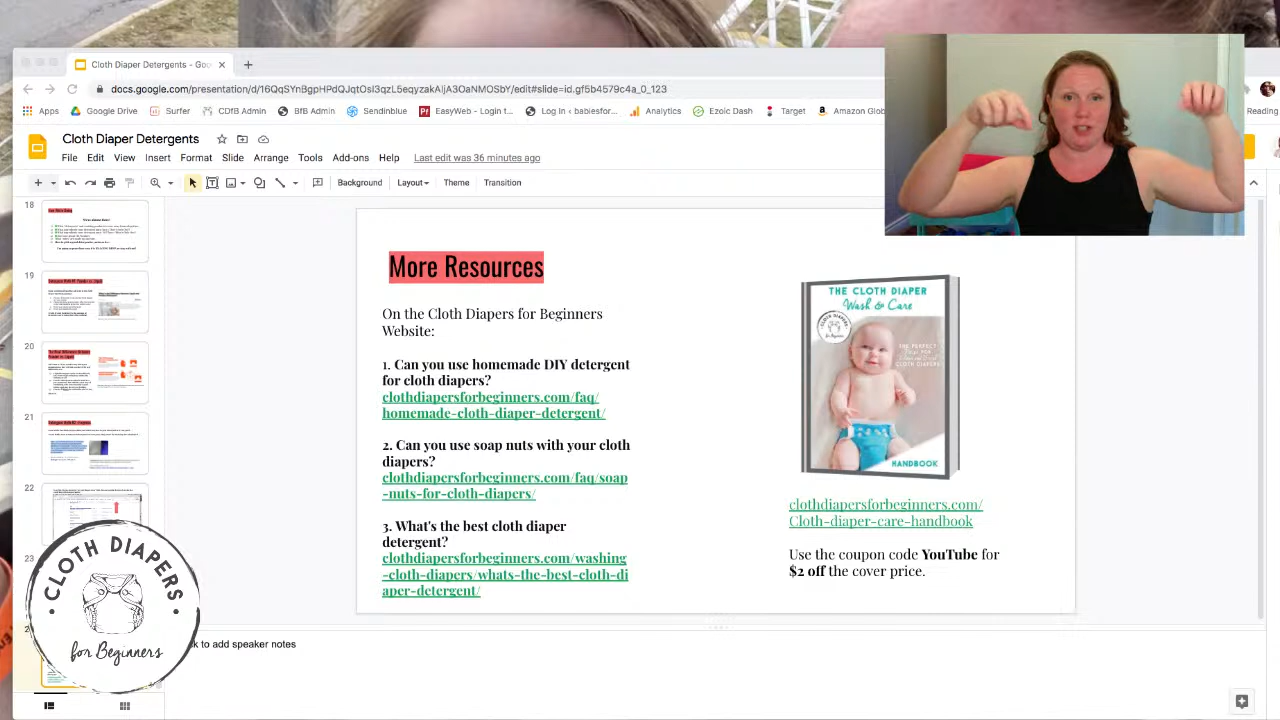 Cloth Diaper Detergents - Goo
docs.google.com/presentation/d/16QqSYnBgpHPdQJqtOsi3qzL5eqyzakAIjA3OaNMOSbY/edit#slide=id.gf5b4579c4a_0_123
Apps Google Drive Surfer CDfB Admin BfB Admin Sendinblue EasyWeb - Login t... Log In ‹ babiesfor... Analytics Ezoic Dash Target Amazon Glob Reading
Cloth Diaper Detergents
File Edit View Insert Format Slide Arrange Tools Add-ons Help Last edit was 36 minutes ago
Background Layout Theme Transition
18
19
20
21
22
23
More Resources
On the Cloth Diapers for Beginners
Website:
1. Can you use homemade DIY detergent
for cloth diapers?
clothdiapersforbeginners.com/faq/
homemade-cloth-diaper-detergent/
2. Can you use soap nuts with your cloth
diapers?
clothdiapersforbeginners.com/faq/soap
-nuts-for-cloth-diapers/
3. What's the best cloth diaper
detergent?
clothdiapersforbeginners.com/washing
-cloth-diapers/whats-the-best-cloth-di
aper-detergent/
THE CLOTH DIAPER
Wash & Care
THE PERFECT
HANDBOOK
clothdiapersforbeginners.com/
Cloth-diaper-care-handbook
Use the coupon code YouTube for
$2 off the cover price.
k to add speaker notes
CLOTH DIAPERS
for Beginners